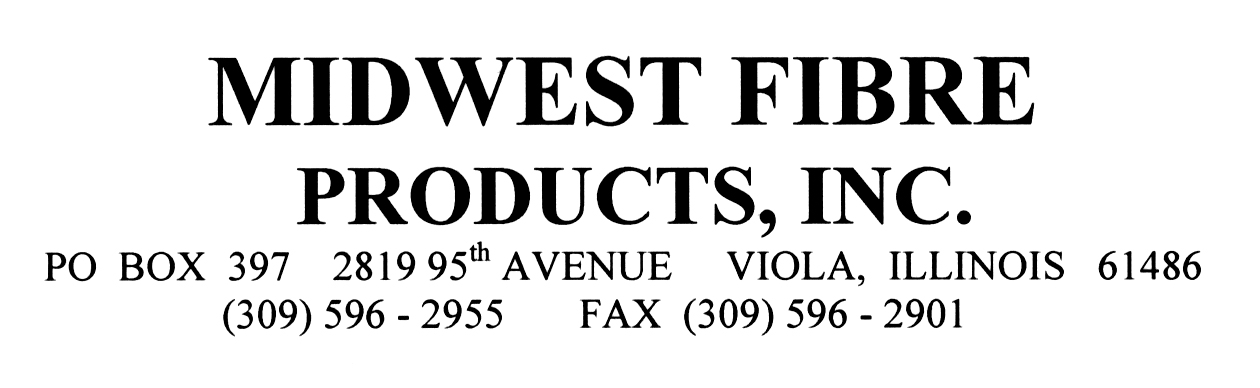 MIDWEST FIBRE
PRODUCTS, INC.
PO BOX 397 2819 95th AVENUE VIOLA, ILLINOIS 61486
(309) 596 - 2955 FAX (309) 596 - 2901